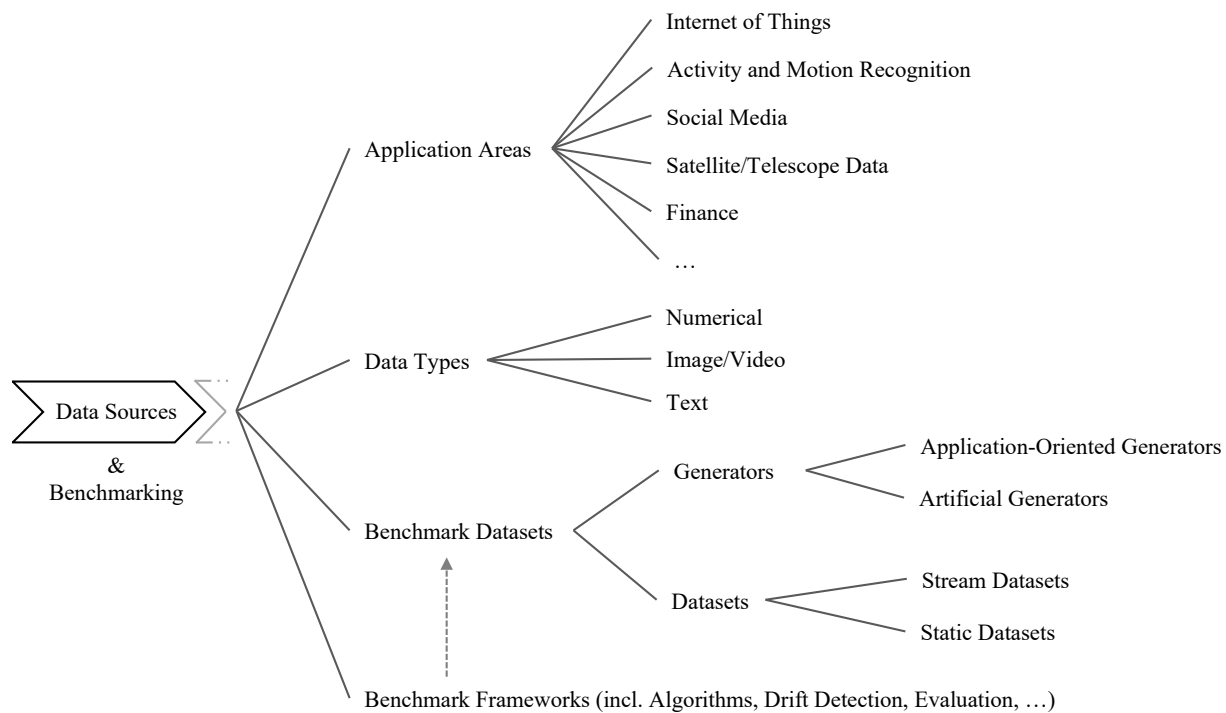 Internet of Things
Activity and Motion Recognition
Social Media
Application Areas
Satellite/Telescope Data
Finance
…
Numerical
Data Types
Image/Video
Text
Data Sources
&
Benchmarking
Application-Oriented Generators
Generators
Artificial Generators
Benchmark Datasets
Stream Datasets
Datasets
Static Datasets
Benchmark Frameworks (incl. Algorithms, Drift Detection, Evaluation, …)